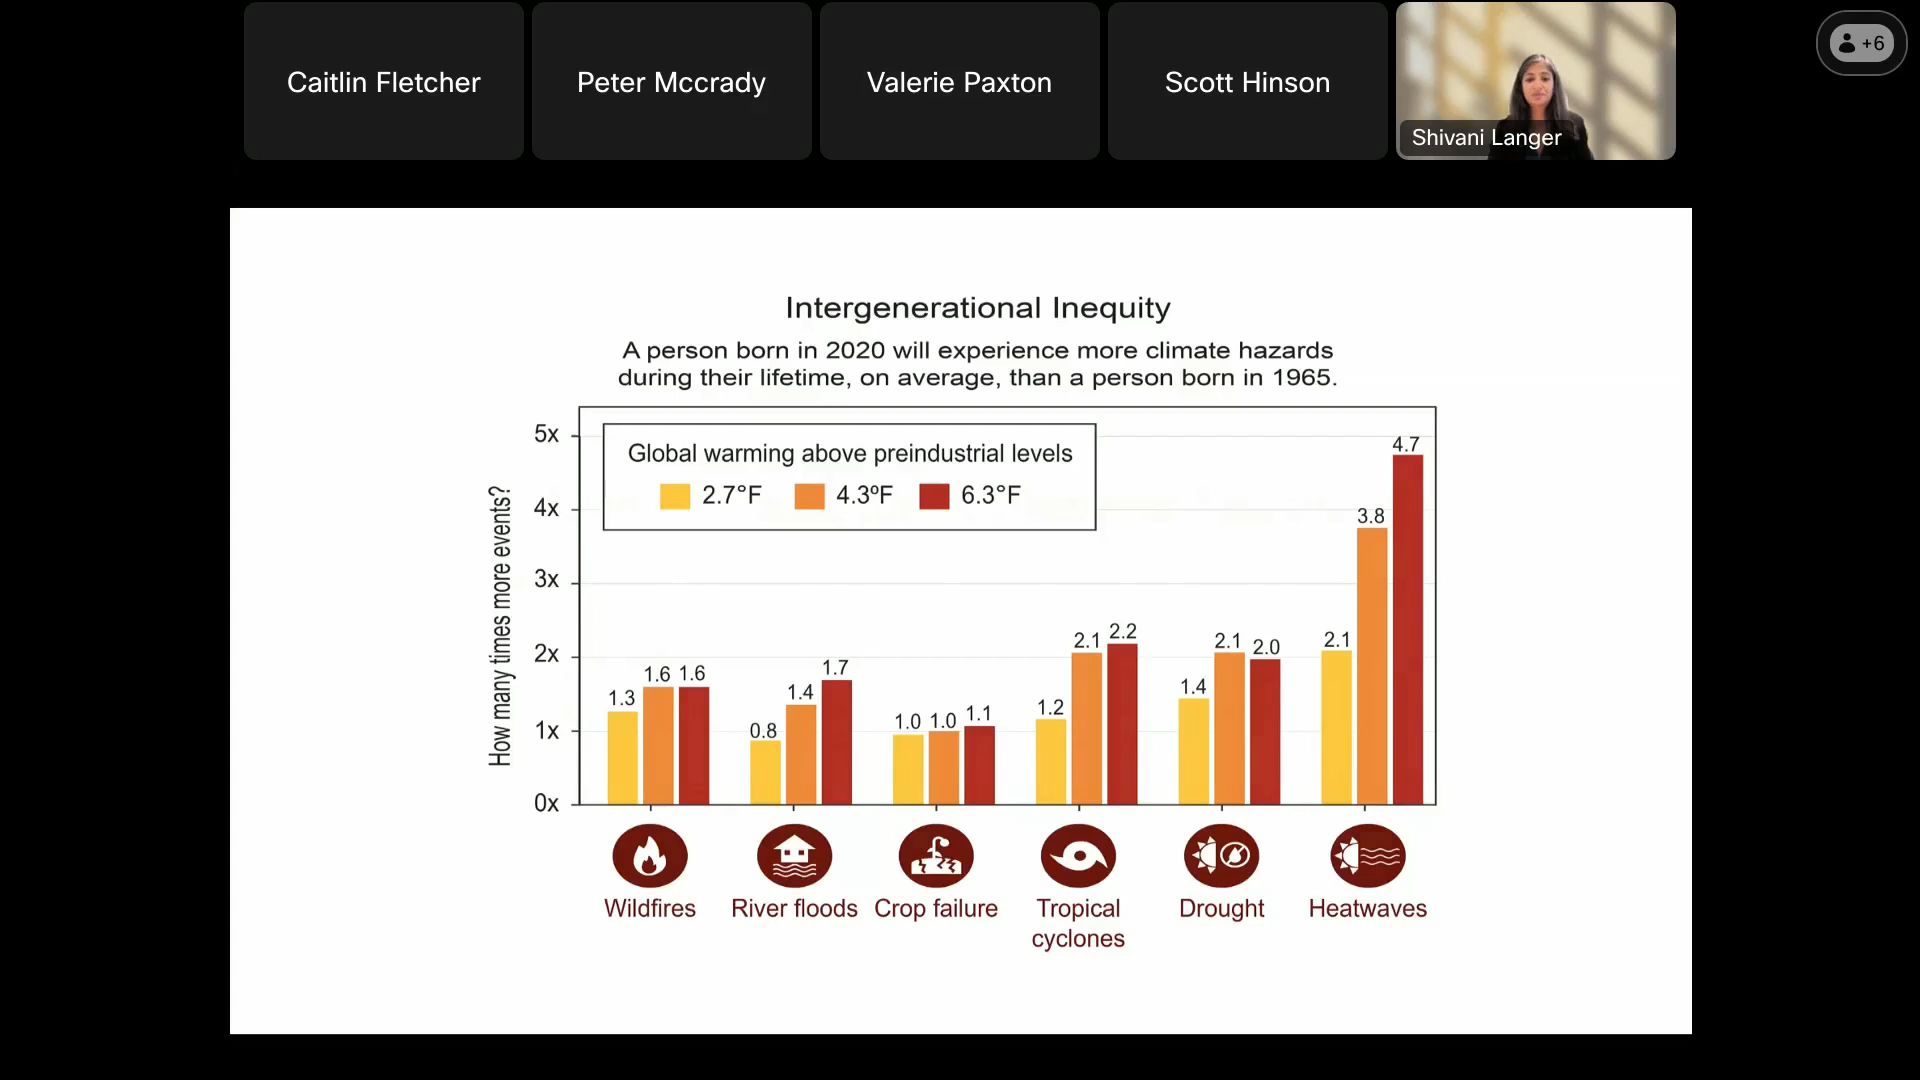 Caitlin Fletcher
Peter Mccrady
Valerie Paxton
Scott Hinson
Shivani Langer
+6
Intergenerational Inequity
A person born in 2020 will experience more climate hazards
during their lifetime, on average, than a person born in 1965.
How many times more events?
5x
4x
3x
2x
1x
0x
Global warming above preindustrial levels
2.7°F 4.3ºF 6.3°F
1.3 1.6 1.6
0.8 1.4 1.7
1.0 1.0 1.1
1.2 2.1 2.2
1.4 2.1 2.0
2.1 3.8 4.7
Wildfires
River floods
Crop failure
Tropical
cyclones
Drought
Heatwaves